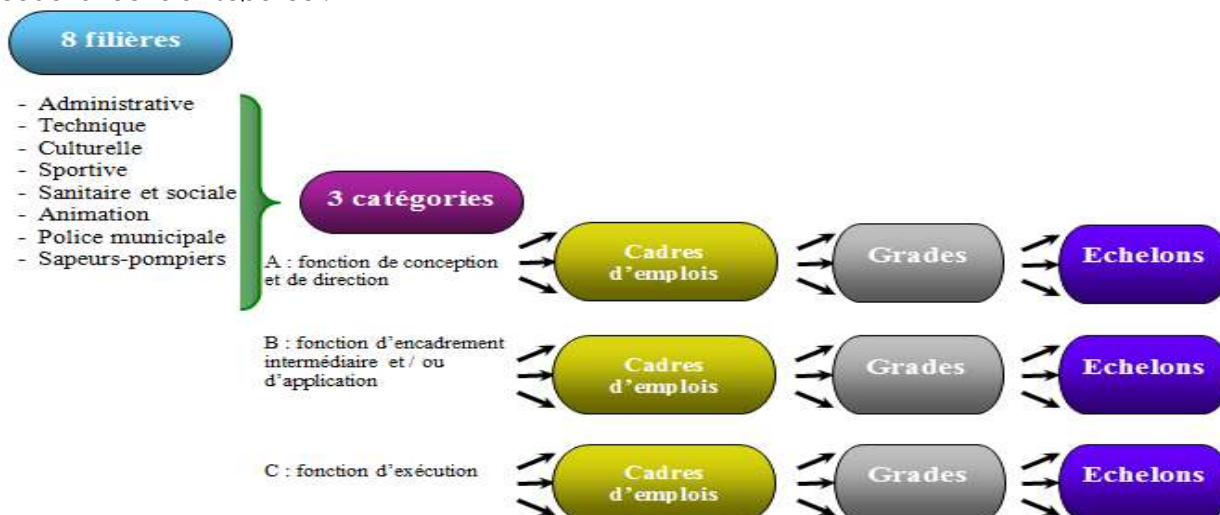 8 filières
- Administrative
- Technique
- Culturelle
- Sportive
- Sanitaire et sociale
- Animation
- Police municipale
- Sapeurs-pompiers
3 catégories
A : fonction de conception
et de direction
Cadres
d'emplois
Grades
Echelons
B : fonction d'encadrement
intermédiaire et / ou
d'application
Cadres
d'emplois
Grades
Echelons
C : fonction d'exécution
Cadres
d'emplois
Grades
Echelons